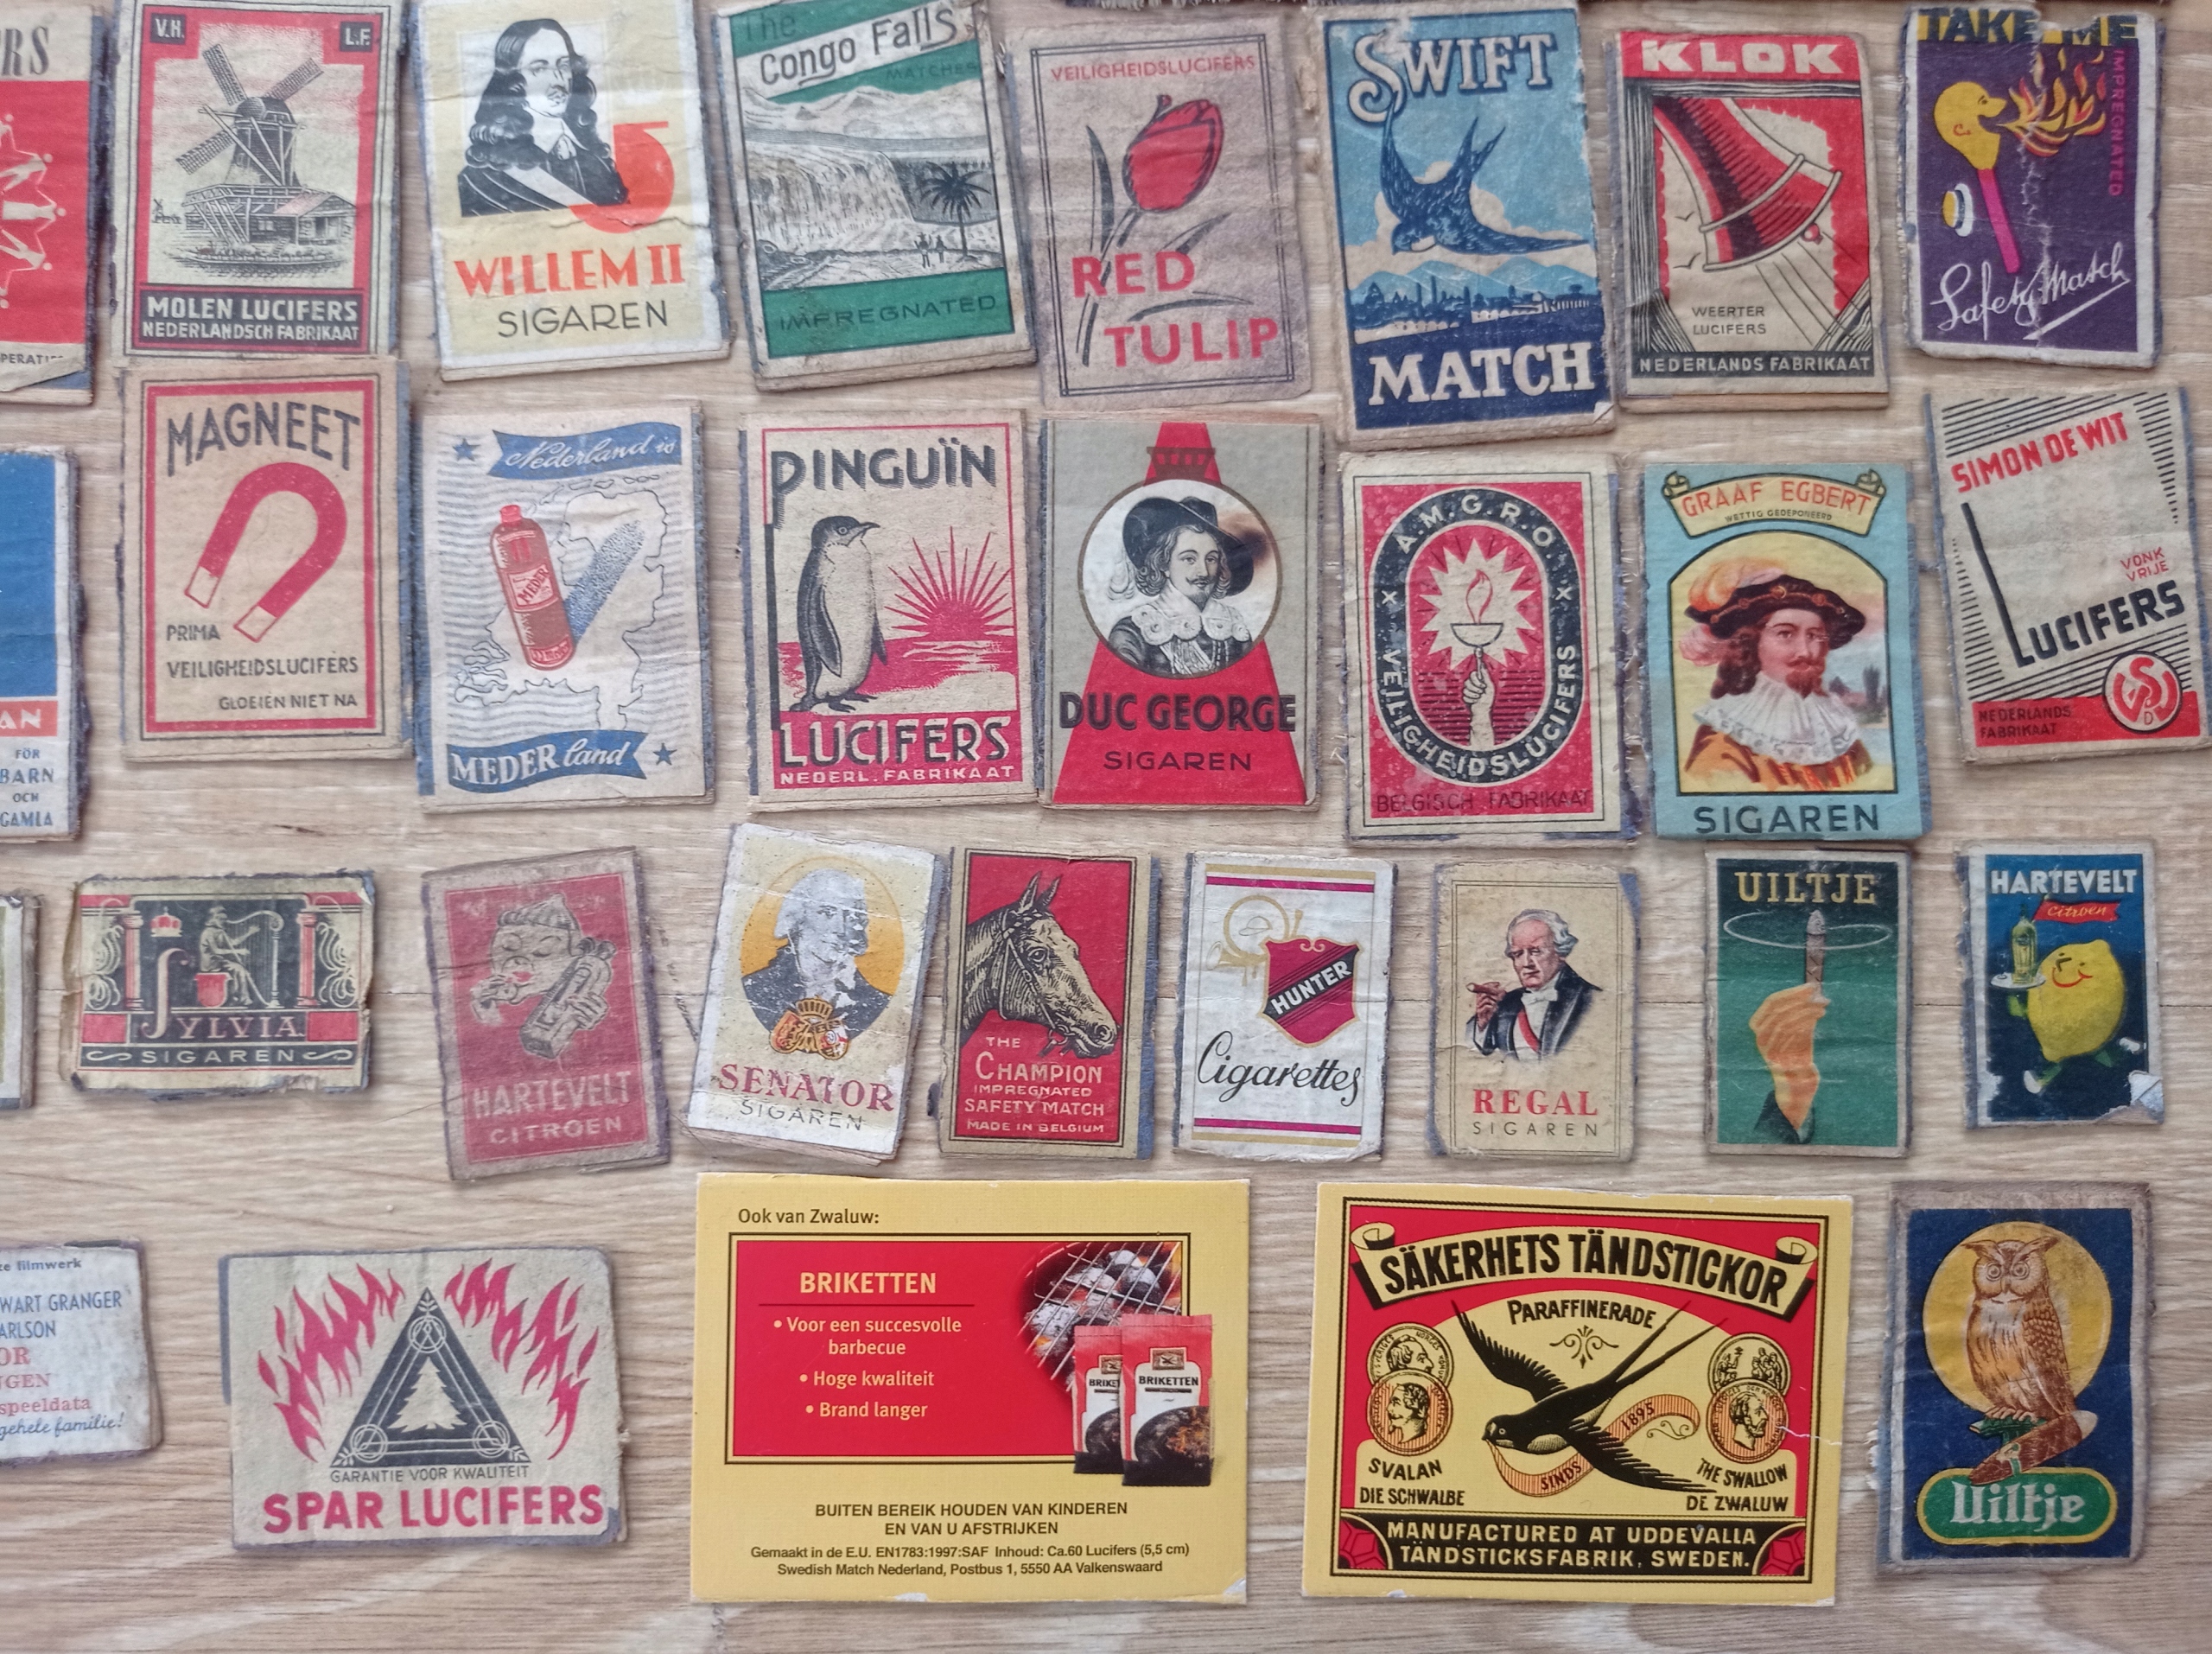 RS
PERATIE
V.H.
L.F.
MOLEN LUCIFERS
NEDERLANDSCH FABRIKAAT
5
WILLEM II
SIGAREN
The
Congo Falls
MATCHES
IMPREGNATED
VEILIGHEIDSLUCIFERS
RED
TULIP
SWIFT
MATCH
KLOK
WEERTER
LUCIFERS
NEDERLANDS FABRIKAAT
TAKE ME
IMPREGNATED
Safety Match
AN
FÖR
BARN
OCH
GAMLA
MAGNEET
PRIMA
VEILIGHEIDSLUCIFERS
GLOEIEN NIET NA
Nederland is
MEDER
MEDER land
PINGUÏN
LUCIFERS
NEDERL. FABRIKAAT
DUC GEORGE
SIGAREN
A.M.G.R.O.
x VEILIGHEIDSLUCIFERS x
BELGISCH FABRIKAAT
GRAAF EGBERT
WETTIG GEDEPONEERD
SIGAREN
SIMON DE WIT
VONK
VRIJE
LUCIFERS
NEDERLANDS
FABRIKAAT
SYLVIA
SIGAREN
HARTEVELT
CITROEN
SENATOR
SIGAREN
THE
CHAMPION
IMPREGNATED
SAFETY MATCH
MADE IN BELGIUM
HUNTER
Cigarettes
REGAL
SIGAREN
UILTJE
HARTEVELT
citroen
ze filmwerk
WART GRANGER
ARLSON
OR
NGEN
speeldata
gehele familie!
GARANTIE VOOR KWALITEIT
SPAR LUCIFERS
Ook van Zwaluw:
BRIKETTEN
• Voor een succesvolle
barbecue
• Hoge kwaliteit
• Brand langer
BRIKE
BRIKETTEN
BUITEN BEREIK HOUDEN VAN KINDEREN
EN VAN U AFSTRIJKEN
Gemaakt in de E.U. EN1783:1997:SAF Inhoud: Ca.60 Lucifers (5,5 cm)
Swedish Match Nederland, Postbus 1, 5550 AA Valkenswaard
SÄKERHETS TÄNDSTICKOR
PARAFFINERADE
SINDS 1895
SVALAN
DIE SCHWALBE
THE SWALLOW
DE ZWALUW
MANUFACTURED AT UDDEVALLA
TÄNDSTICKSFABRIK, SWEDEN.
Uiltje